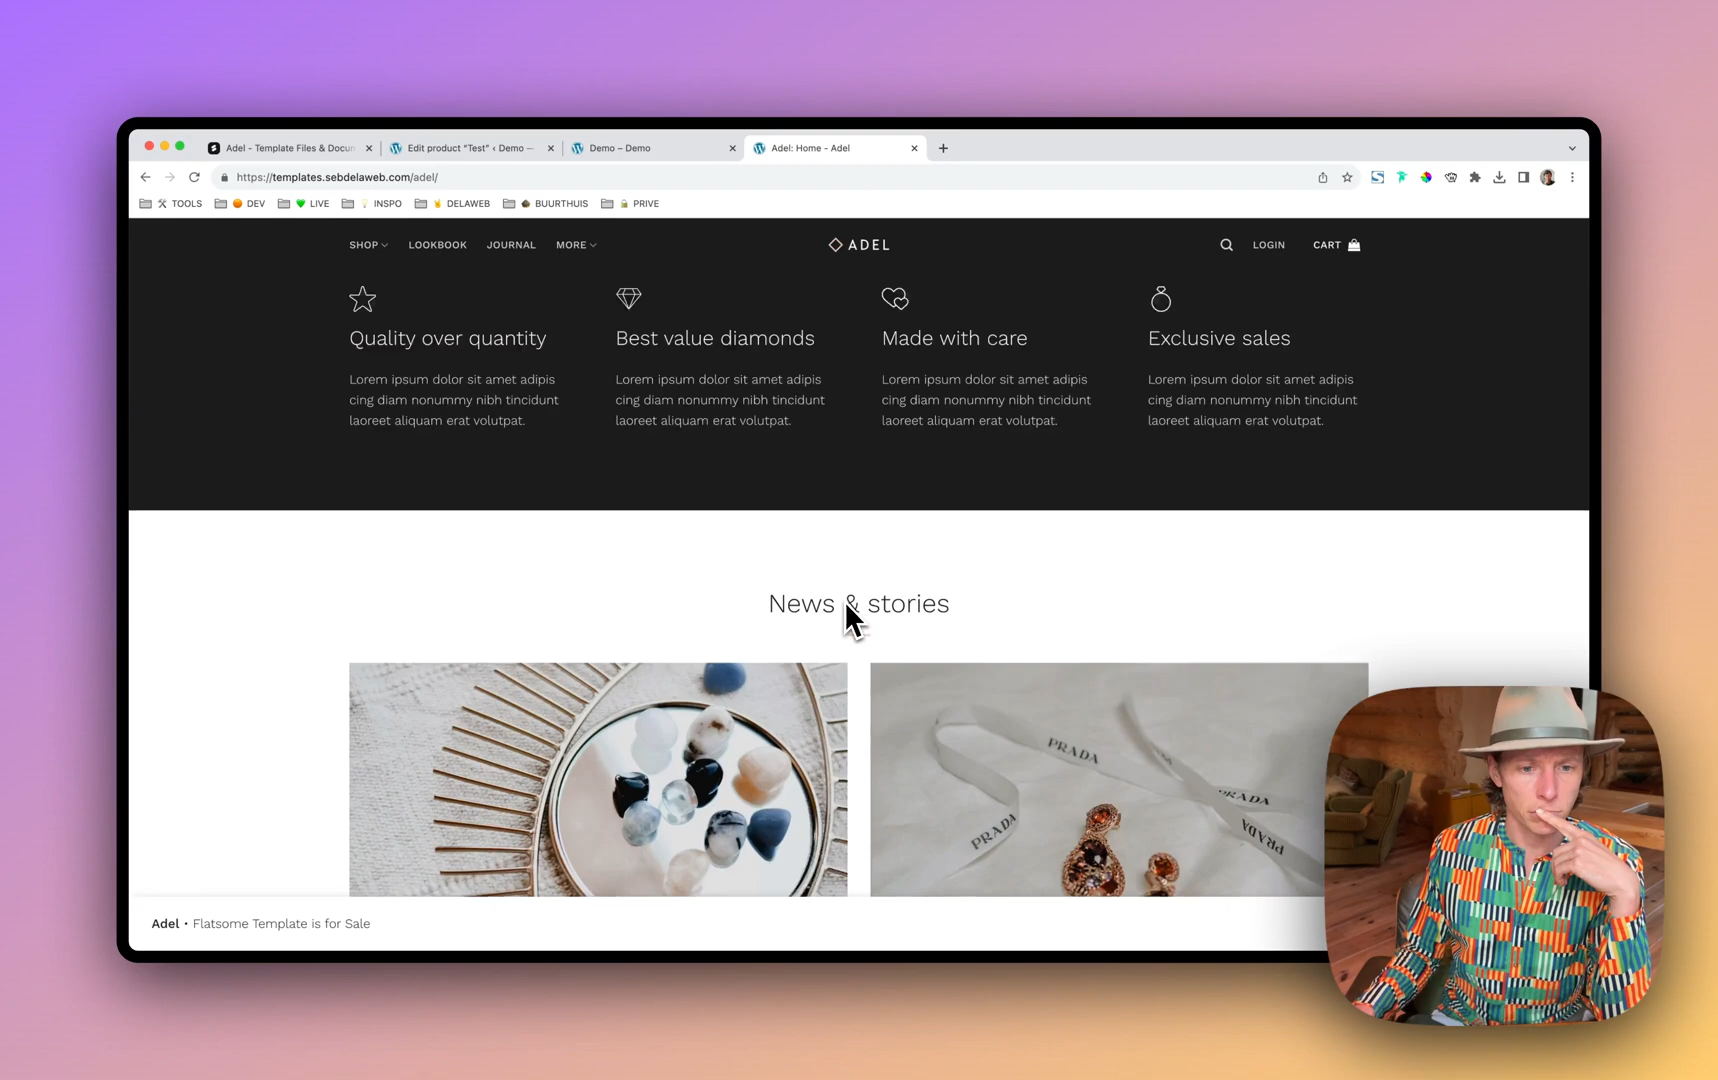 Adel - Template Files & Docun
Edit product “Test” ‹ Demo —
Demo – Demo
Adel: Home - Adel
https://templates.sebdelaweb.com/adel/
TOOLS
DEV
LIVE
INSPO
DELAWEB
BUURTHUIS
PRIVE
SHOP
LOOKBOOK
JOURNAL
MORE
ADEL
LOGIN
CART
Quality over quantity
Lorem ipsum dolor sit amet adipis
cing diam nonummy nibh tincidunt
laoreet aliquam erat volutpat.
Best value diamonds
Lorem ipsum dolor sit amet adipis
cing diam nonummy nibh tincidunt
laoreet aliquam erat volutpat.
Made with care
Lorem ipsum dolor sit amet adipis
cing diam nonummy nibh tincidunt
laoreet aliquam erat volutpat.
Exclusive sales
Lorem ipsum dolor sit amet adipis
cing diam nonummy nibh tincidunt
laoreet aliquam erat volutpat.
News & stories
PRADA
PRADA
PRADA
PRADA
Adel • Flatsome Template is for Sale